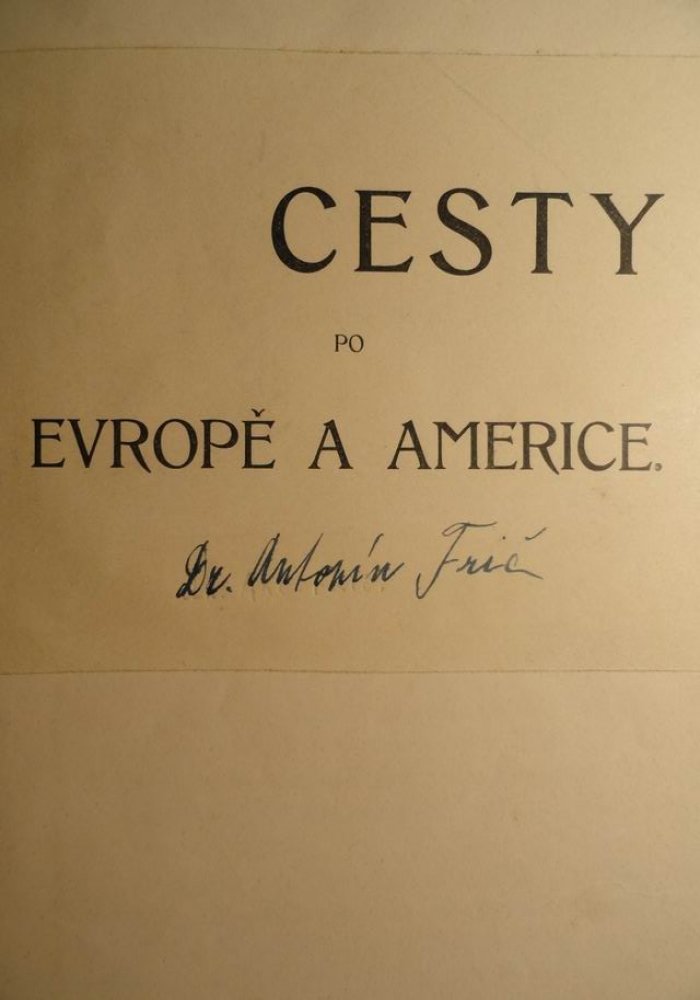 CESTY
PO
EVROPĚ A AMERICE.
Dr. Antonín Frič